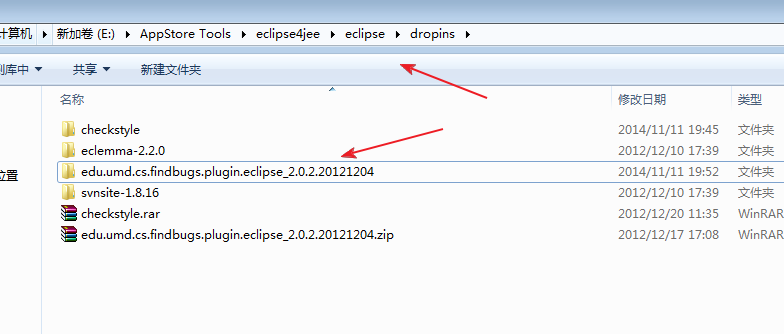 计算机 ▸ 新加卷 (E:) ▸ AppStore Tools ▸ eclipse4jee ▸ eclipse ▸ dropins ▸
到库中 共享 新建文件夹
名称 修改日期 类型
checkstyle 2014/11/11 19:45 文件夹
eclemma-2.2.0 2012/12/10 17:39 文件夹
位置
edu.umd.cs.findbugs.plugin.eclipse_2.0.2.20121204 2014/11/11 19:52 文件夹
svnsite-1.8.16 2012/12/10 17:39 文件夹
checkstyle.rar 2012/12/20 11:35 WinRAR
edu.umd.cs.findbugs.plugin.eclipse_2.0.2.20121204.zip 2012/12/17 17:08 WinRAR